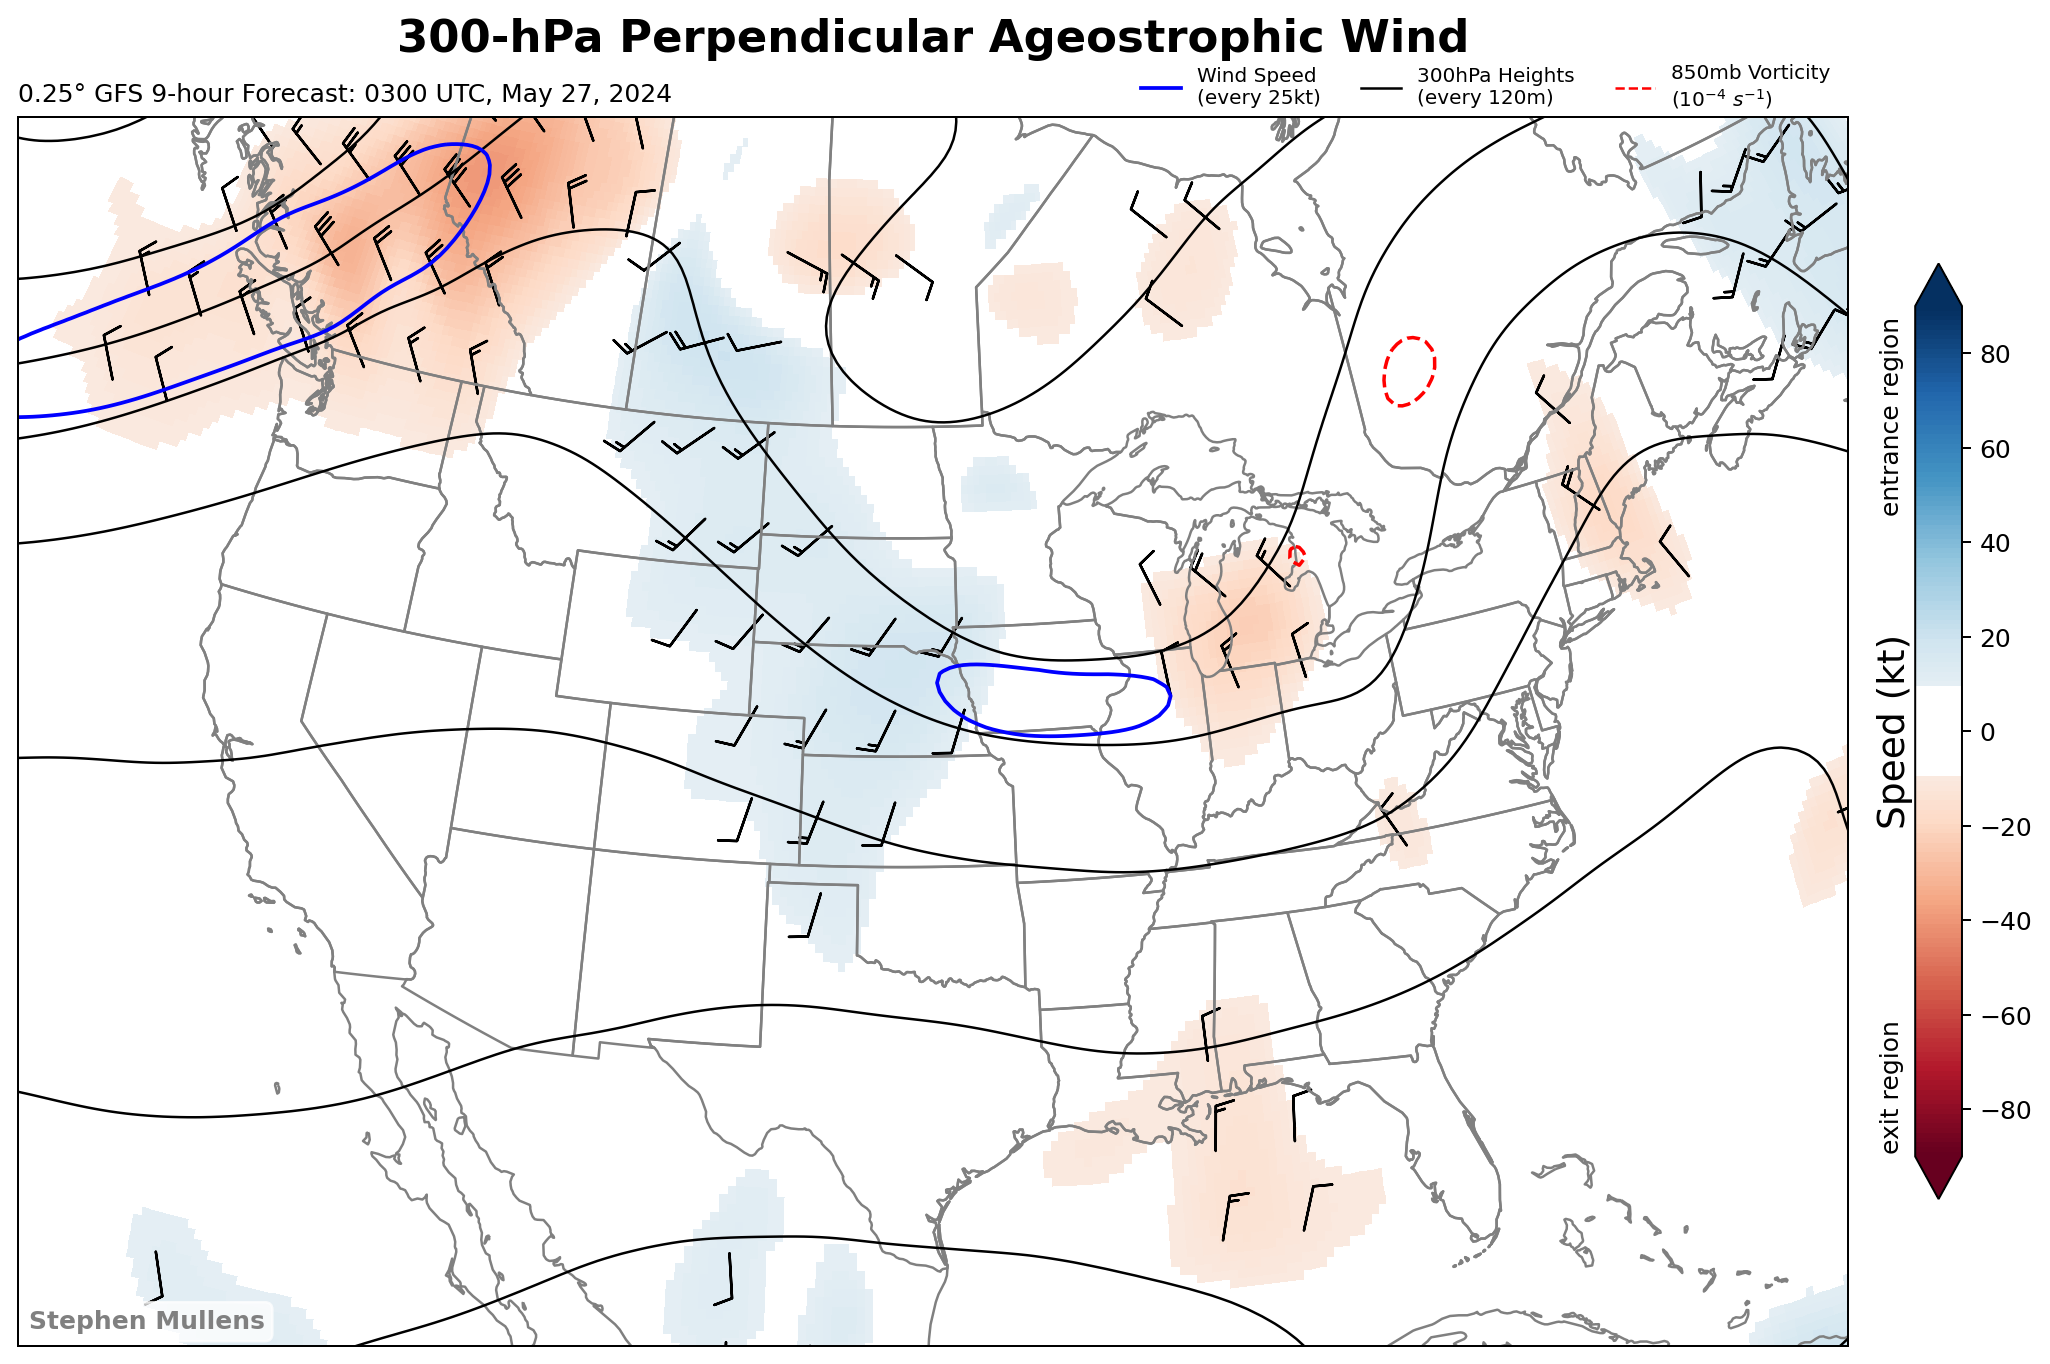 300-hPa Perpendicular Ageostrophic Wind
0.25° GFS 9-hour Forecast: 0300 UTC, May 27, 2024
Wind Speed
(every 25kt)
300hPa Heights
(every 120m)
850mb Vorticity
(10⁻⁴ s⁻¹)
entrance region
Speed (kt)
exit region
80
60
40
20
0
−20
−40
−60
−80
Stephen Mullens